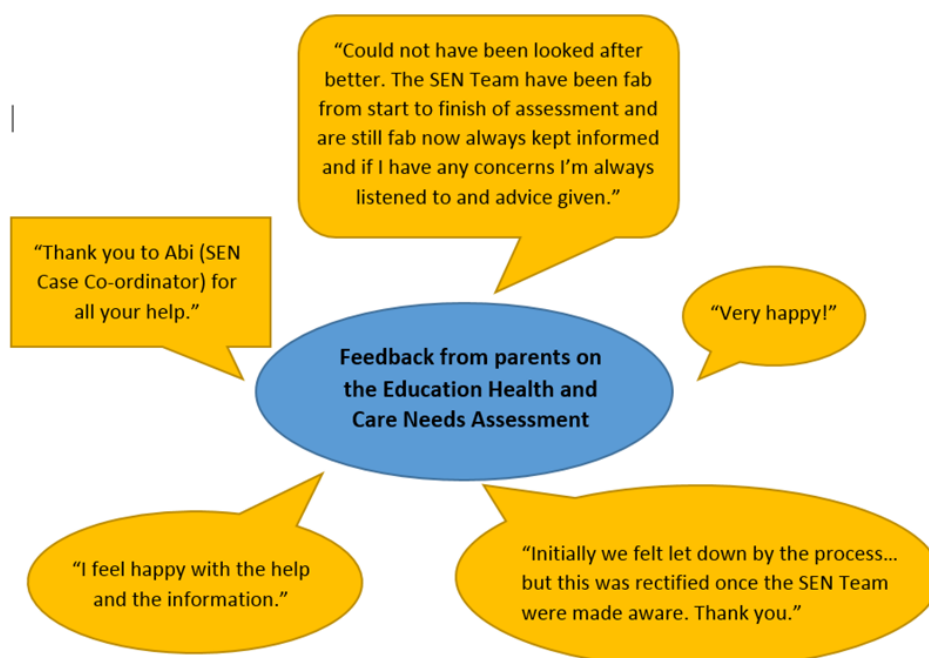 “Could not have been looked after
better. The SEN Team have been fab
from start to finish of assessment and
are still fab now always kept informed
and if I have any concerns I’m always
listened to and advice given.”
“Thank you to Abi (SEN
Case Co-ordinator) for
all your help.”
“Very happy!”
Feedback from parents on
the Education Health and
Care Needs Assessment
“I feel happy with the help
and the information.”
“Initially we felt let down by the process...
but this was rectified once the SEN Team
were made aware. Thank you.”